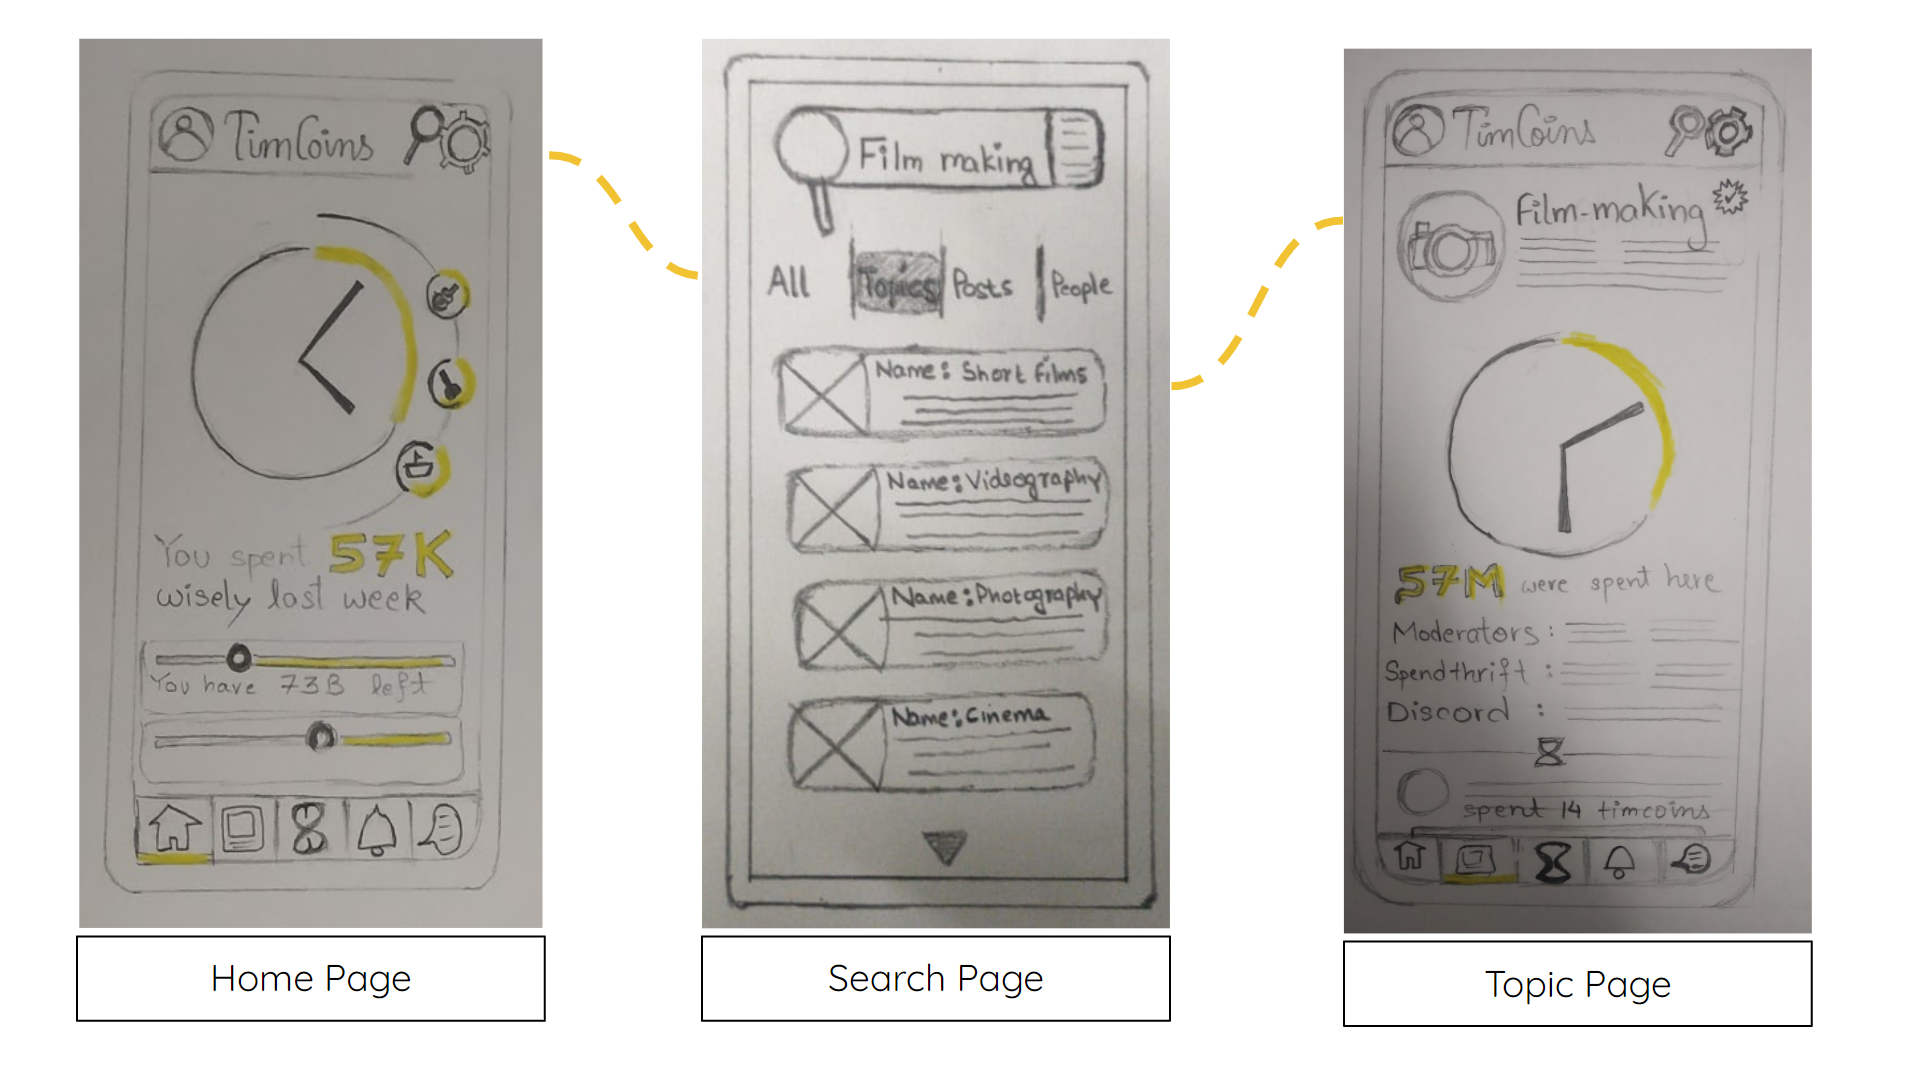 TimCoins
You spent 57K
wisely last week
You have 73B left
Home Page
Film making
All Topics Posts People
Name: Short films
Name: Videography
Name: Photography
Name: Cinema
Search Page
TimCoins
Film-making
57M were spent here
Moderators :
Spendthrift :
Discord :
spent 14 timcoins
Topic Page